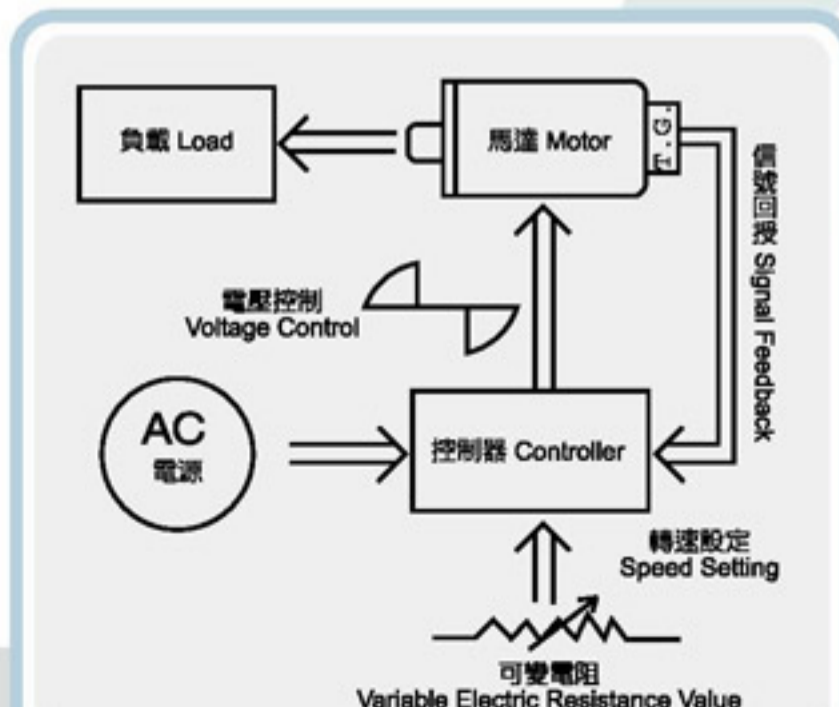 負載 Load
馬達 Motor
T.G.
信號回授 Signal Feedback
電壓控制
Voltage Control
AC
電源
控制器 Controller
轉速設定
Speed Setting
可變電阻
Variable Electric Resistance Value